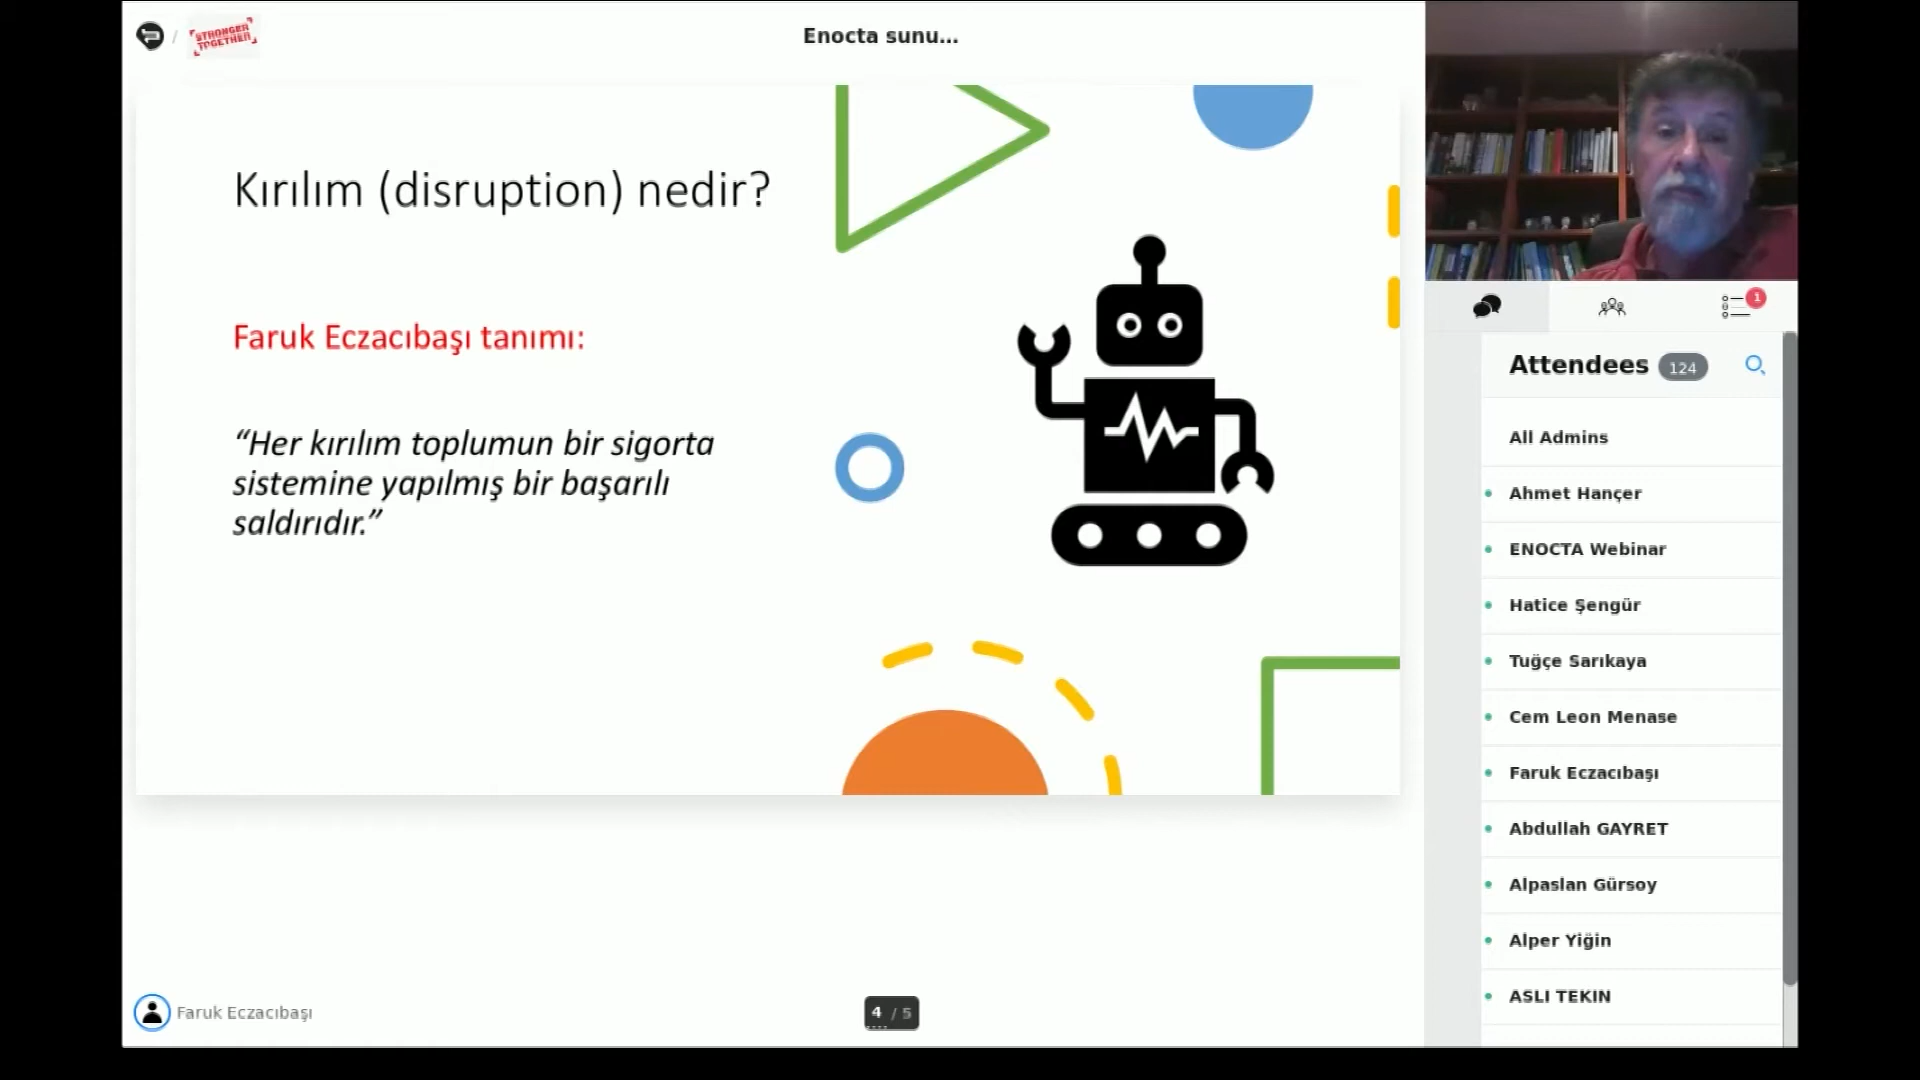 STRONGER
TOGETHER
Enocta sunu...
Kırılım (disruption) nedir?
Faruk Eczacıbaşı tanımı:
“Her kırılım toplumun bir sigorta
sistemine yapılmış bir başarılı
saldırıdır.”
1
Attendees 124
All Admins
Ahmet Hançer
ENOCTA Webinar
Hatice Şengür
Tuğçe Sarıkaya
Cem Leon Menase
Faruk Eczacıbaşı
Abdullah GAYRET
Alpaslan Gürsoy
Alper Yiğin
ASLI TEKIN
Faruk Eczacıbaşı
4 / 5